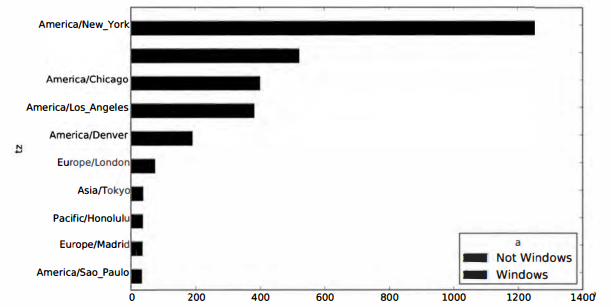 America/New_York
America/Chicago
America/Los_Angeles
America/Denver
tz
Europe/London
Asia/Tokyo
Pacific/Honolulu
Europe/Madrid
America/Sao_Paulo
a
Not Windows
Windows
0 200 400 600 800 1000 1200 1400